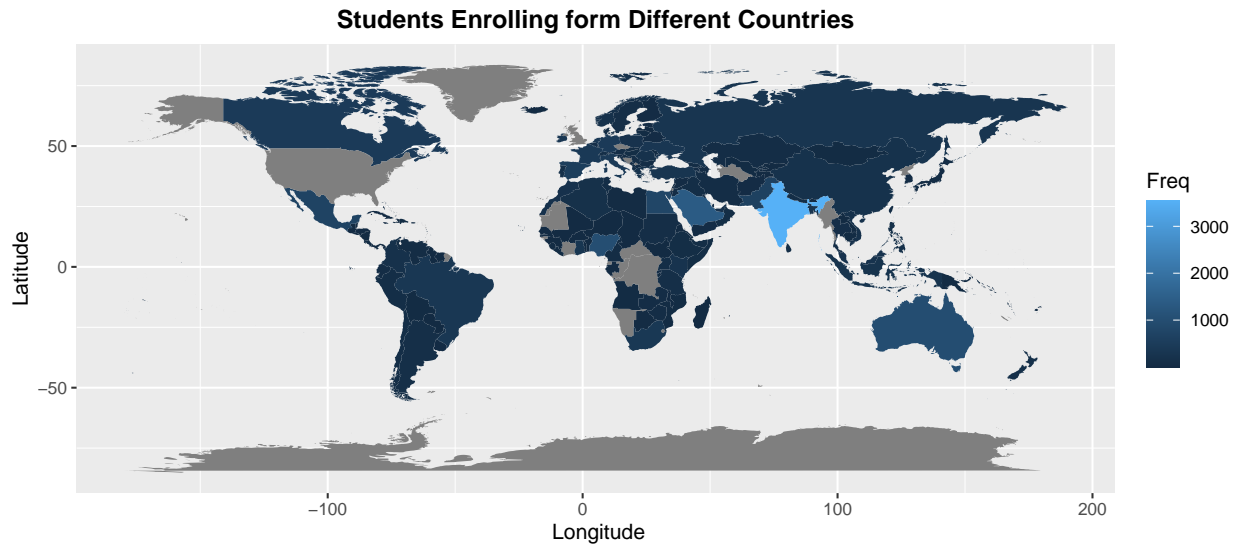 Students Enrolling form Different Countries
Latitude
50
0
−50
−100
0
100
200
Longitude
Freq
3000
2000
1000